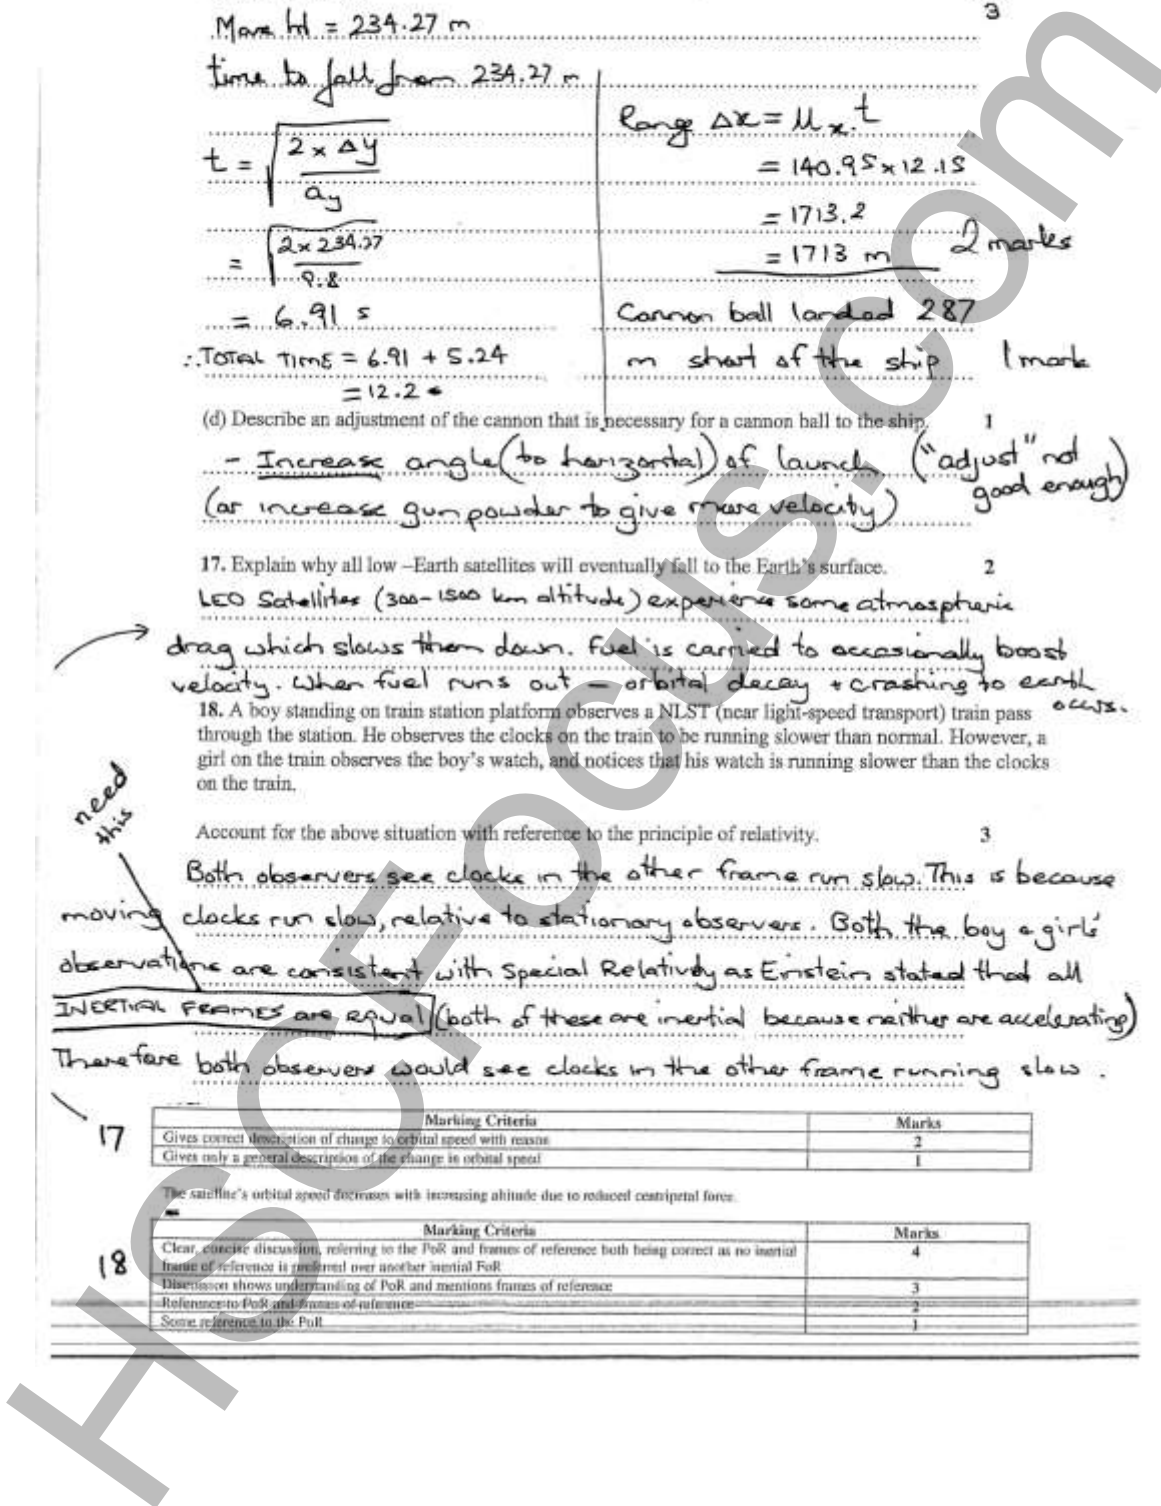 3
Max ht = 234.27 m
time to fall from 234.27 m
t = √(2 × Δy / ay)
= √(2 × 234.27 / 9.8)
= 6.91 s
∴ TOTAL TIME = 6.91 + 5.24
= 12.2 s
Range Δx = ux.t
= 140.95 × 12.15
= 1713.2
= 1713 m 2 marks
Cannon ball landed 287
m short of the ship 1 mark
(d) Describe an adjustment of the cannon that is necessary for a cannon ball to the ship. 1
- Increase angle (to horizontal) of launch ("adjust" not
good enough)
(or increase gunpowder to give more velocity)
17. Explain why all low –Earth satellites will eventually fall to the Earth's surface. 2
LEO Satellites (300-1500 km altitude) experience some atmospheric
drag which slows them down. Fuel is carried to occasionally boost
velocity. When fuel runs out – orbital decay + crashing to earth
occurs.
18. A boy standing on train station platform observes a NLST (near light-speed transport) train pass
through the station. He observes the clocks on the train to be running slower than normal. However, a
girl on the train observes the boy's watch, and notices that his watch is running slower than the clocks
on the train.
need
this
Account for the above situation with reference to the principle of relativity. 3
Both observers see clocks in the other frame run slow. This is because
moving clocks run slow, relative to stationary observers. Both the boy & girls'
observations are consistent with Special Relativity as Einstein stated that all
INERTIAL FRAMES are equal (both of these are inertial because neither are accelerating)
Therefore both observers would see clocks in the other frame running slow.
17
Marking Criteria Marks
Gives correct description of change to orbital speed with reason 2
Gives only a general description of the change in orbital speed 1
The satellite's orbital speed decreases with increasing altitude due to reduced centripetal force.
18
Marking Criteria Marks
Clear, concise discussion, referring to the PoR and frames of reference both being correct as no inertial 4
frame of reference is preferred over another inertial FoR
Discussion shows understanding of PoR and mentions frames of reference 3
Reference to PoR and frames of reference 2
Some reference to the PoR 1
HSCFocus.com